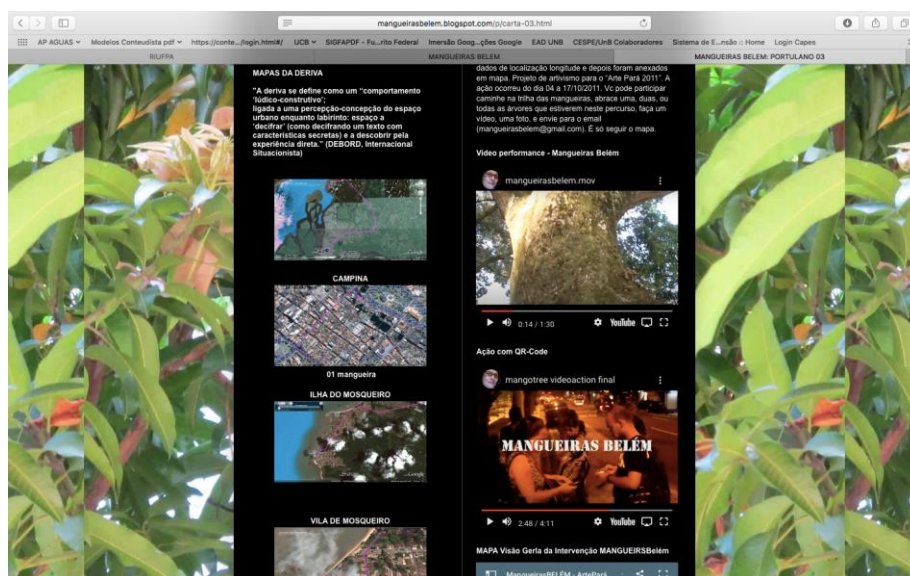 mangueirasbelem.blogspot.com/p/carta-03.html
AP AGUAS
Modelos Conteudista pdf
https://conte.../login.html#/
UCB
SIGFAPDF - Fu...rito Federal
Imersão Goog...ções Google
EAD UNB
CESPE/UnB Colaboradores
Sistema de E...nsão :: Home
Login Capes
RIUFPA
MANGUEIRAS BELÉM
MANGUEIRAS BELÉM: PORTULANO 03
MAPAS DA DERIVA
"A deriva se define como um "comportamento
'lúdico-construtivo';
ligada a uma percepção-concepção do espaço
urbano enquanto labirinto: espaço a
'decifrar' (como decifrando um texto com
características secretas) e a descobrir pela
experiência direta." (DEBORD, Internacional
Situacionista)
CAMPINA
01 mangueira
ILHA DO MOSQUEIRO
VILA DE MOSQUEIRO
dados de localização longitude e depois foram anexados
em mapa. Projeto de artivismo para o "Arte Pará 2011". A
ação ocorreu do dia 04 a 17/10/2011. Vc pode participar
caminhe na trilha das mangueiras, abrace uma, duas, ou
todas as árvores que estiverem neste percurso, faça um
vídeo, uma foto, e envie para o email
(mangueirasbelem@gmail.com). É só seguir o mapa.
Video performance - Mangueiras Belém
mangueirasbelem.mov
0:14 / 1:30
YouTube
Ação com QR-Code
mangotree videoaction final
MANGUEIRAS BELÉM
2:48 / 4:11
YouTube
MAPA Visão Gerla da Intervenção MANGUEIRSBelém
MangueirasBELÉM - ArtePará